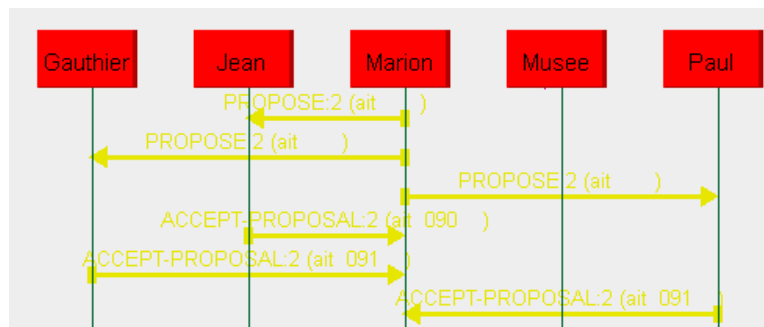 Gauthier Jean Marion Musee Paul
PROPOSE:2 (ait )
PROPOSE:2 (ait )
PROPOSE:2 (ait )
ACCEPT-PROPOSAL:2 (ait 090 )
ACCEPT-PROPOSAL:2 (ait 091 )
ACCEPT-PROPOSAL:2 (ait 091 )